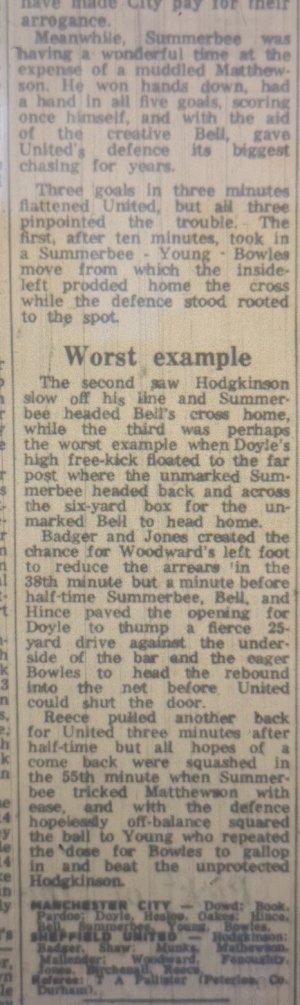 have made City pay for their
arrogance.
Meanwhile, Summerbee was
having a wonderful time at the
expense of a muddled Matthew-
son. He won hands down, had
a hand in all five goals, scoring
once himself, and with the aid
of the creative Bell, gave
United's defence its biggest
chasing for years.
Three goals in three minutes
flattened United, but all three
pinpointed the trouble. The
first, after ten minutes, took in
a Summerbee - Young - Bowles
move from which the inside-
left prodded home the cross
while the defence stood rooted
to the spot.
Worst example
The second saw Hodgkinson
slow off his line and Summer-
bee headed Bell's cross home,
while the third was perhaps
the worst example when Doyle's
high free-kick floated to the far
post where the unmarked Sum-
merbee headed back and across
the six-yard box for the un-
marked Bell to head home.
Badger and Jones created the
chance for Woodward's left foot
to reduce the arrears in the
38th minute but a minute before
half-time Summerbee, Bell, and
Hince paved the opening for
Doyle to thump a fierce 25-
yard drive against the under-
side of the bar and the eager
Bowles to head the rebound
into the net before United
could shut the door.
Reece pulled another back
for United three minutes after
half-time but all hopes of a
come back were squashed in
the 55th minute when Summer-
bee tricked Matthewson with
ease, and with the defence
hopelessly off-balance squared
the ball to Young who repeated
the dose for Bowles to gallop
in and beat the unprotected
Hodgkinson.
MANCHESTER CITY — Dowd: Book,
Pardoe; Doyle, Heslop, Oakes; Hince,
Bell, Summerbee, Young, Bowles.
SHEFFIELD UNITED — Hodgkinson:
Badger, Shaw; Munks, Mathewson,
Mallender; Woodward, Fenoughty,
Jones, Birchenall, Reece.
Referee: T A Pallister (Peterlee, Co.
Durham).